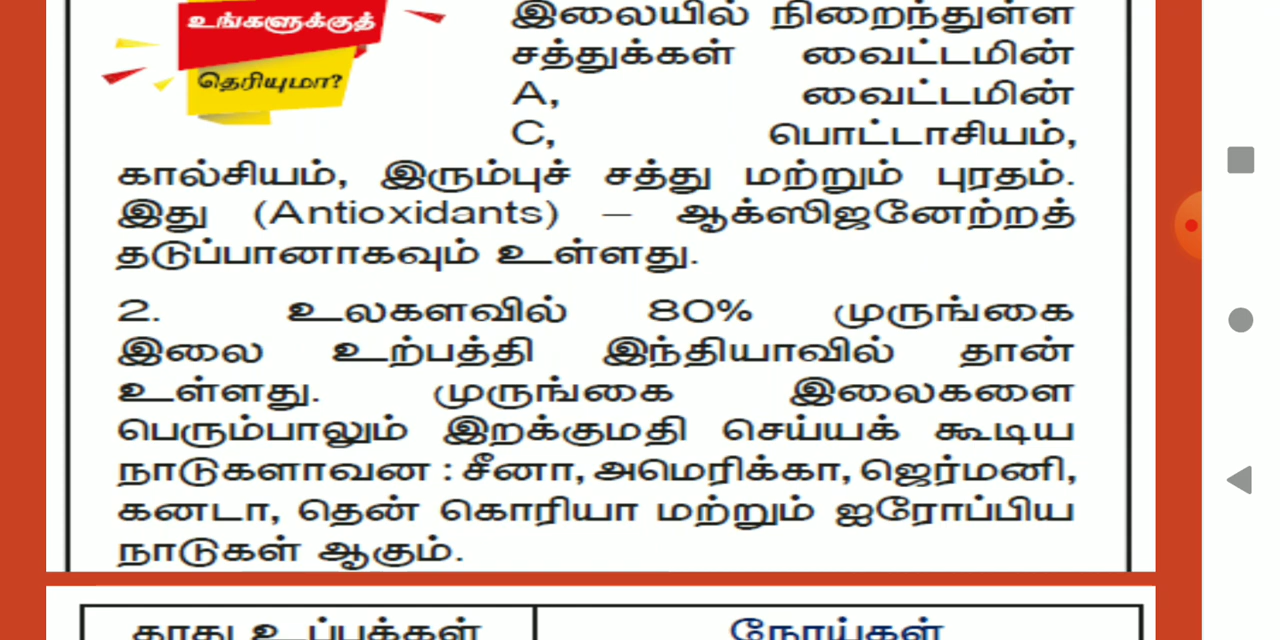 உங்களுக்குத்
தெரியுமா?
இலையில் நிறைந்துள்ள
சத்துக்கள் வைட்டமின்
A, வைட்டமின்
C, பொட்டாசியம்,
கால்சியம், இரும்புச் சத்து மற்றும் புரதம்.
இது (Antioxidants) – ஆக்ஸிஜனேற்றத்
தடுப்பானாகவும் உள்ளது.
2. உலகளவில் 80% முருங்கை
இலை உற்பத்தி இந்தியாவில் தான்
உள்ளது. முருங்கை இலைகளை
பெரும்பாலும் இறக்குமதி செய்யக் கூடிய
நாடுகளாவன : சீனா, அமெரிக்கா, ஜெர்மனி,
கனடா, தென் கொரியா மற்றும் ஐரோப்பிய
நாடுகள் ஆகும்.
தாது உப்புக்கள் நோய்கள்